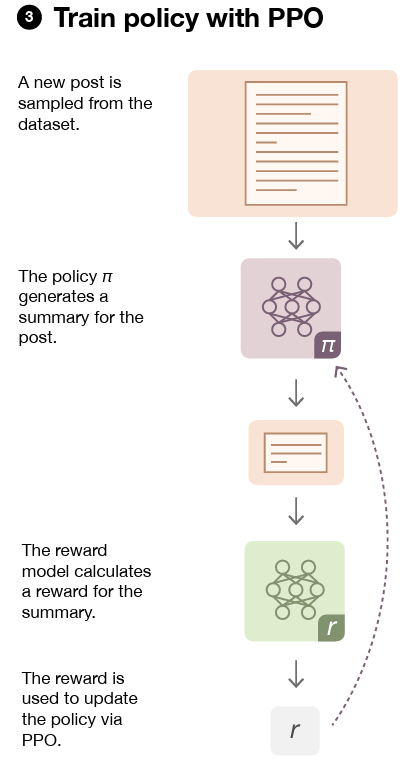 3 Train policy with PPO
A new post is
sampled from the
dataset.
The policy π
generates a
summary for the
post.
π
The reward
model calculates
a reward for the
summary.
r
The reward is
used to update
the policy via
PPO.
r